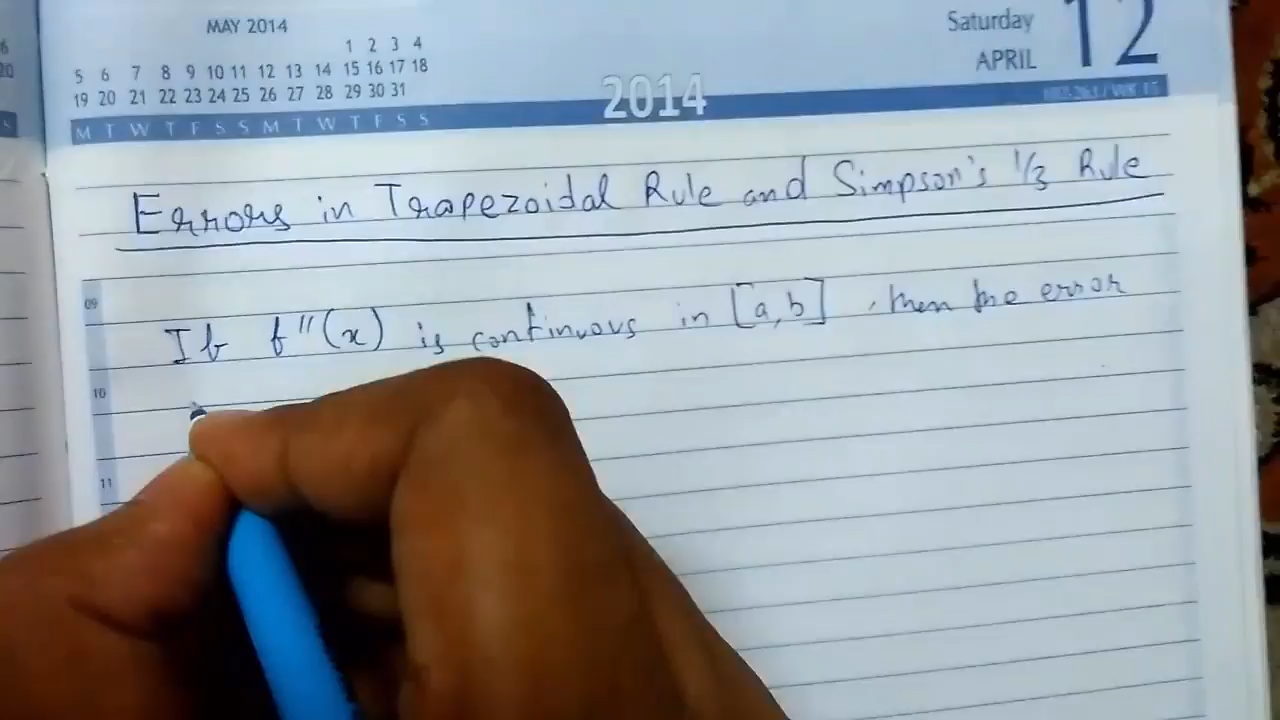 MAY 2014
1 2 3 4
5 6 7 8 9 10 11 12 13 14 15 16 17 18
19 20 21 22 23 24 25 26 27 28 29 30 31
M T W T F S S M T W T F S S
2014
Saturday
APRIL
12
Errors in Trapezoidal Rule and Simpson's 1/3 Rule
09
If f''(x) is continuous in [a,b], then the error
10
11
6
20
S